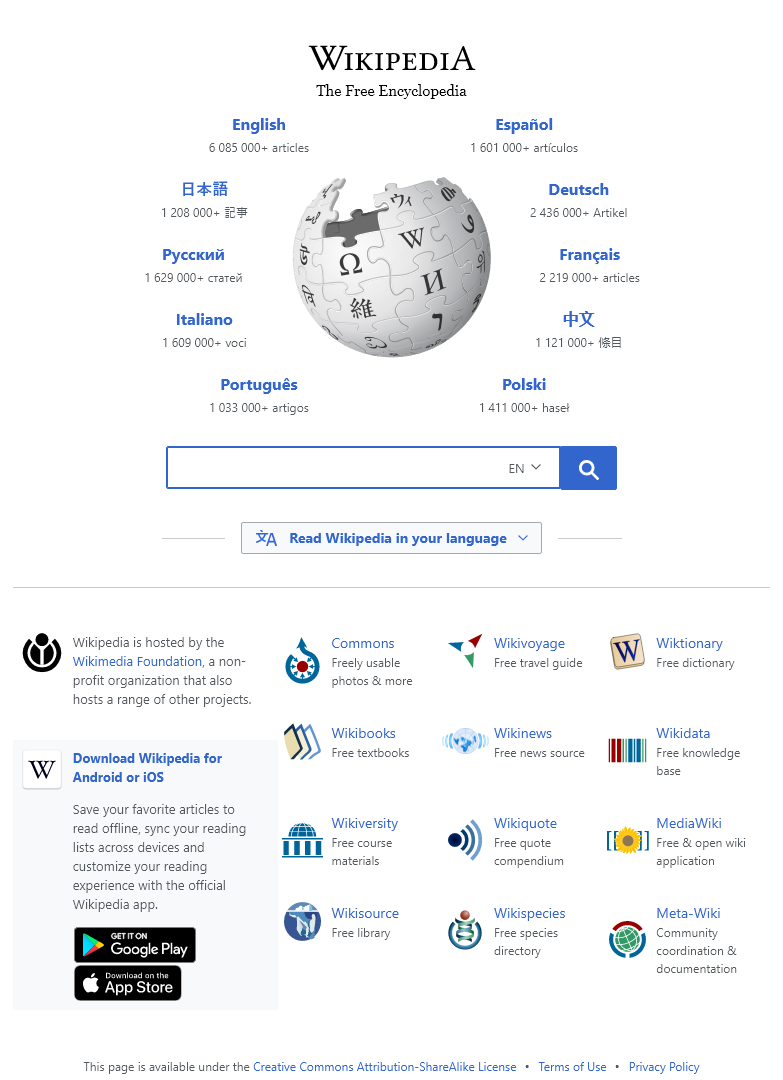 WIKIPEDIA
The Free Encyclopedia
English
6 085 000+ articles
Español
1 601 000+ artículos
日本語
1 208 000+ 記事
Deutsch
2 436 000+ Artikel
Русский
1 629 000+ статей
Français
2 219 000+ articles
Italiano
1 609 000+ voci
中文
1 121 000+ 條目
Português
1 033 000+ artigos
Polski
1 411 000+ haseł
Ω
W
И
維
ウィ
EN
Read Wikipedia in your language
Wikipedia is hosted by the
Wikimedia Foundation, a non-
profit organization that also
hosts a range of other projects.
W
Download Wikipedia for
Android or iOS
Save your favorite articles to
read offline, sync your reading
lists across devices and
customize your reading
experience with the official
Wikipedia app.
GET IT ON
Google Play
Download on the
App Store
Commons
Freely usable
photos & more
Wikivoyage
Free travel guide
W
Wiktionary
Free dictionary
Wikibooks
Free textbooks
Wikinews
Free news source
Wikidata
Free knowledge
base
Wikiversity
Free course
materials
Wikiquote
Free quote
compendium
MediaWiki
Free & open wiki
application
Wikisource
Free library
Wikispecies
Free species
directory
Meta-Wiki
Community
coordination &
documentation
This page is available under the Creative Commons Attribution-ShareAlike License • Terms of Use • Privacy Policy